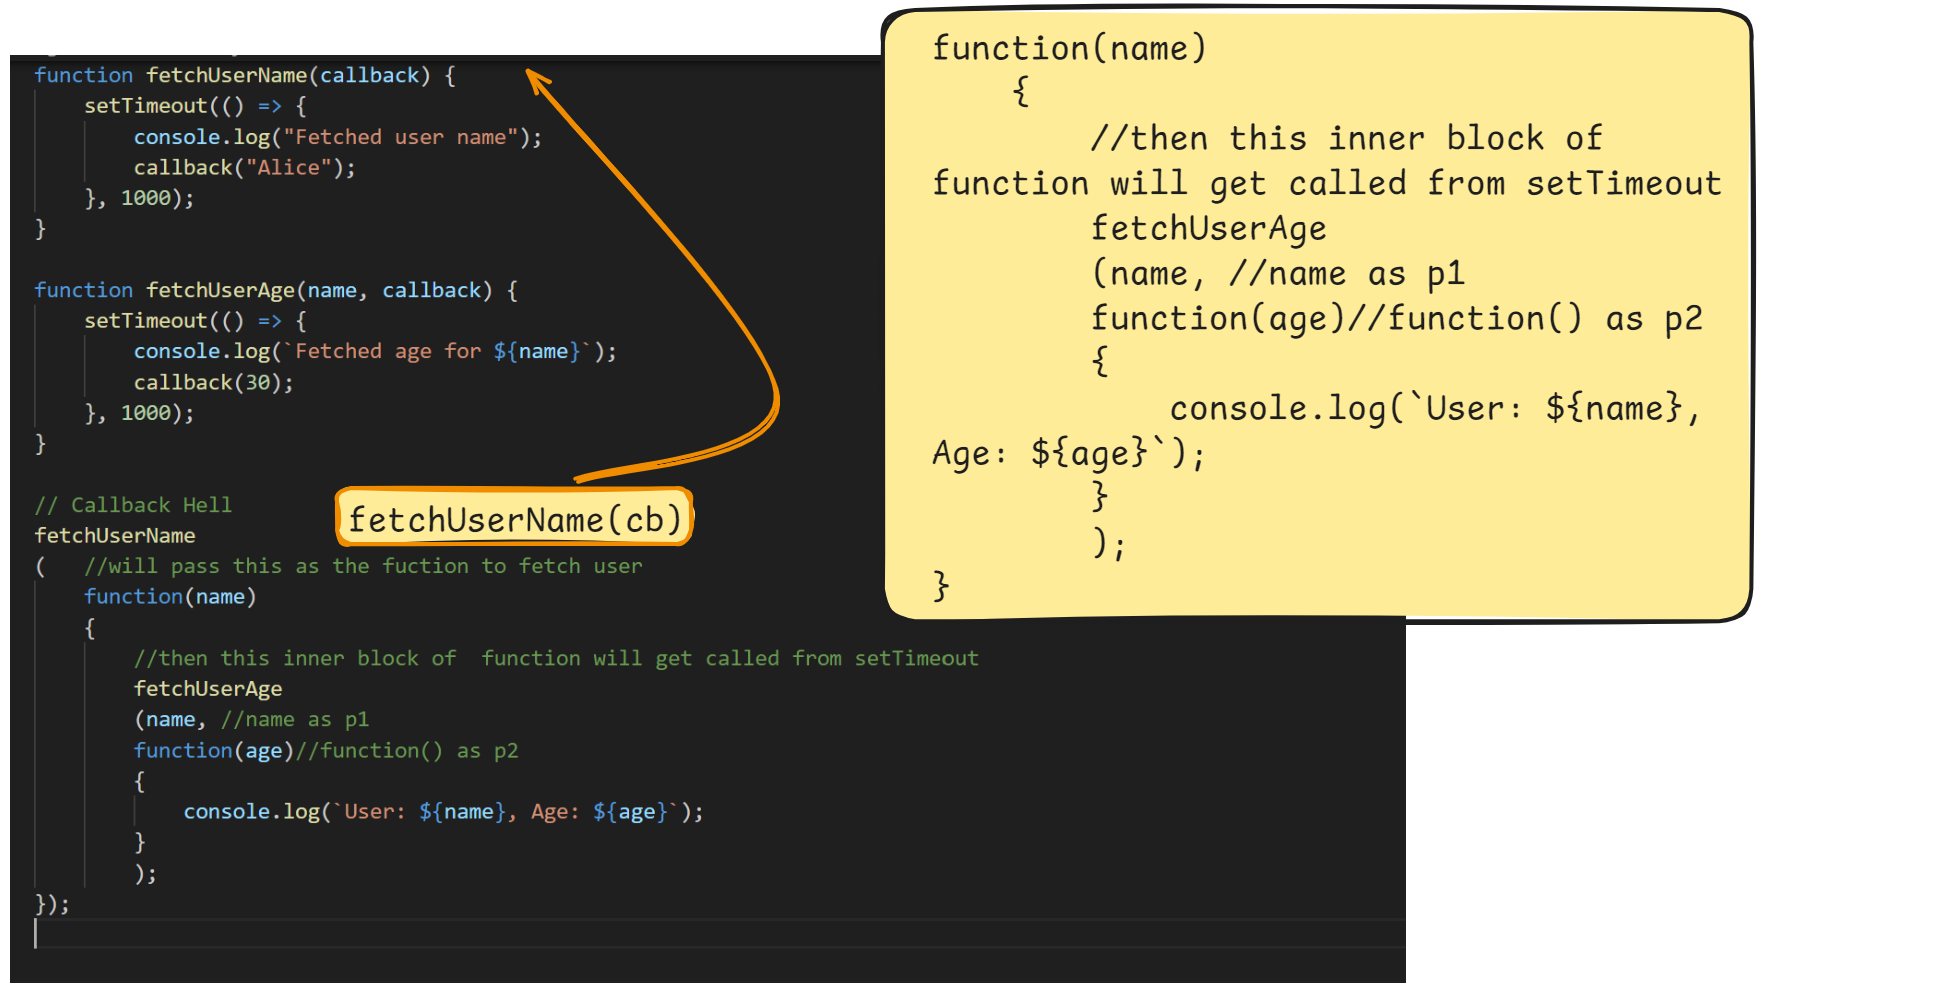 function fetchUserName(callback) {
    setTimeout(() => {
        console.log("Fetched user name");
        callback("Alice");
    }, 1000);
}

function fetchUserAge(name, callback) {
    setTimeout(() => {
        console.log(`Fetched age for ${name}`);
        callback(30);
    }, 1000);
}

// Callback Hell
fetchUserName
(   //will pass this as the fuction to fetch user
    function(name)
    {
        //then this inner block of  function will get called from setTimeout
        fetchUserAge
        (name, //name as p1
        function(age)//function() as p2
        {
            console.log(`User: ${name}, Age: ${age}`);
        }
        );
});
fetchUserName(cb)
function(name)
    {
        //then this inner block of
function will get called from setTimeout
        fetchUserAge
        (name, //name as p1
        function(age)//function() as p2
        {
            console.log(`User: ${name},
Age: ${age}`);
        }
        );
}